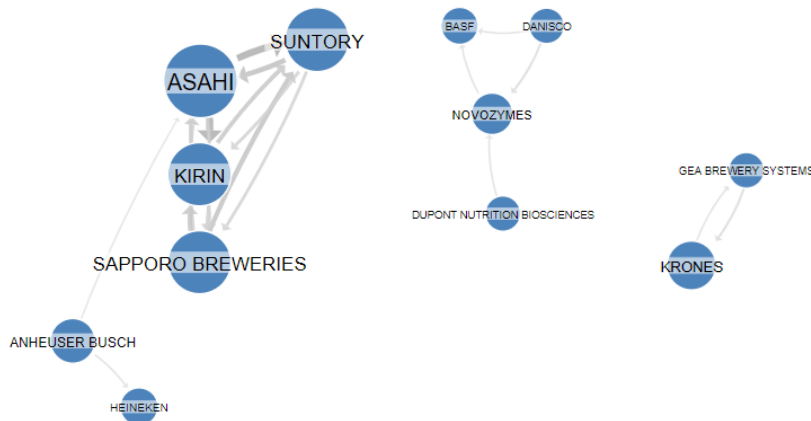 SUNTORY
ASAHI
KIRIN
SAPPORO BREWERIES
ANHEUSER BUSCH
HEINEKEN
BASF
DANISCO
NOVOZYMES
DUPONT NUTRITION BIOSCIENCES
GEA BREWERY SYSTEMS
KRONES